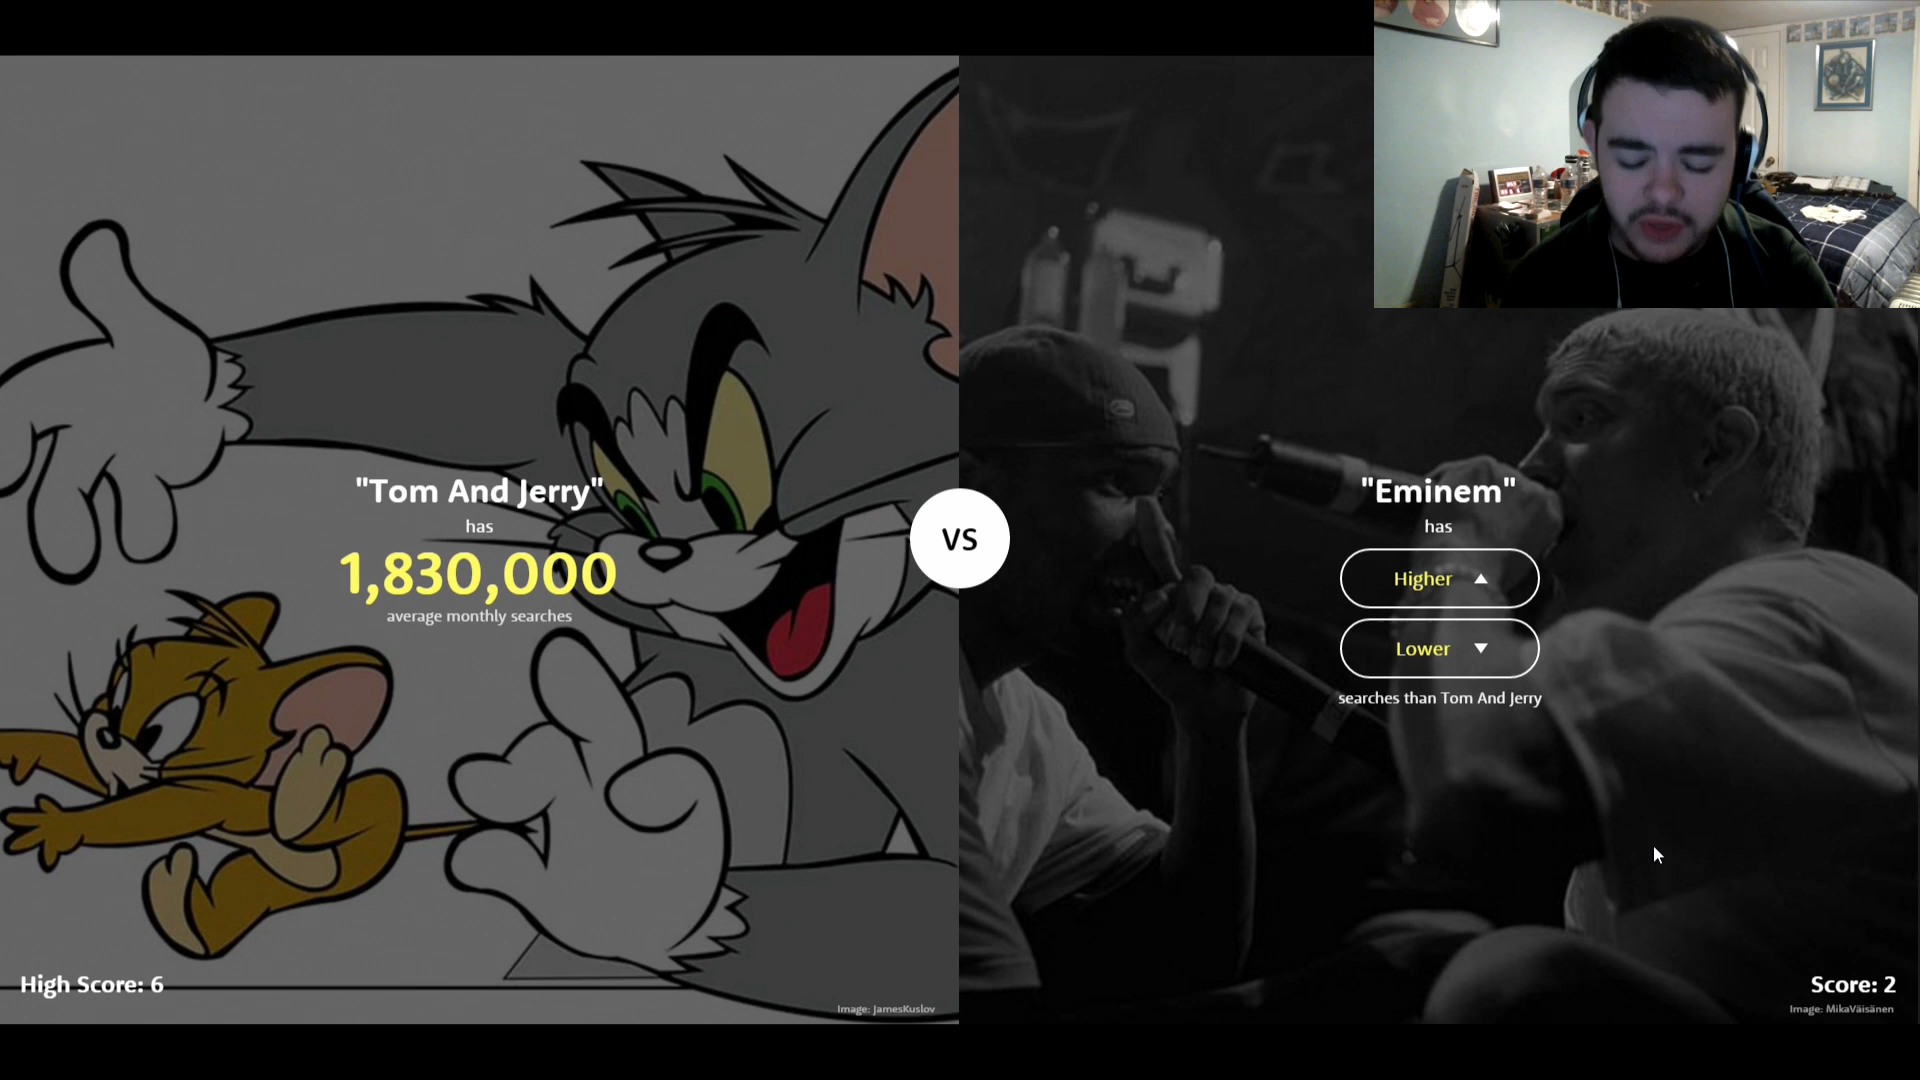 "Tom And Jerry"
has
1,830,000
average monthly searches
VS
"Eminem"
has
Higher
Lower
searches than Tom And Jerry
High Score: 6
Image: JamesKuslov
Score: 2
Image: MikaVäisänen